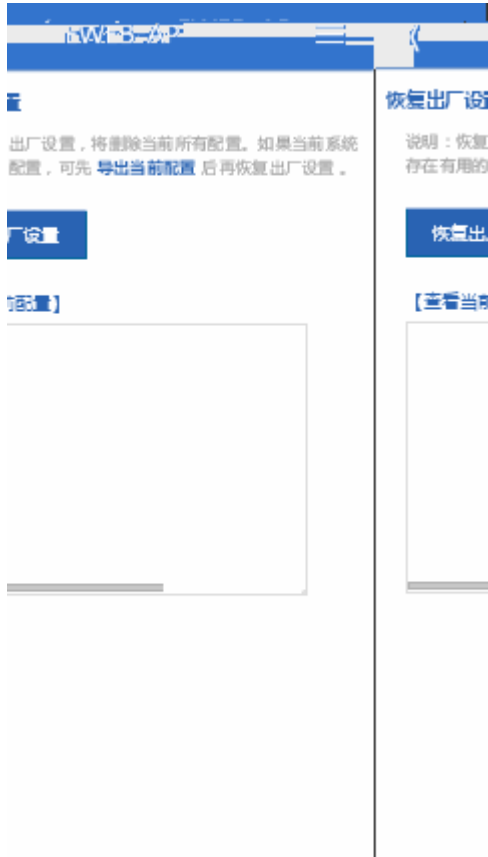 置
出厂设置，将删除当前所有配置。如果当前系统
配置，可先 导出当前配置 后再恢复出厂设置 。
厂设置
前配置】
恢复出厂设置
说明：恢复
存在有用的
恢复出
【查看当前